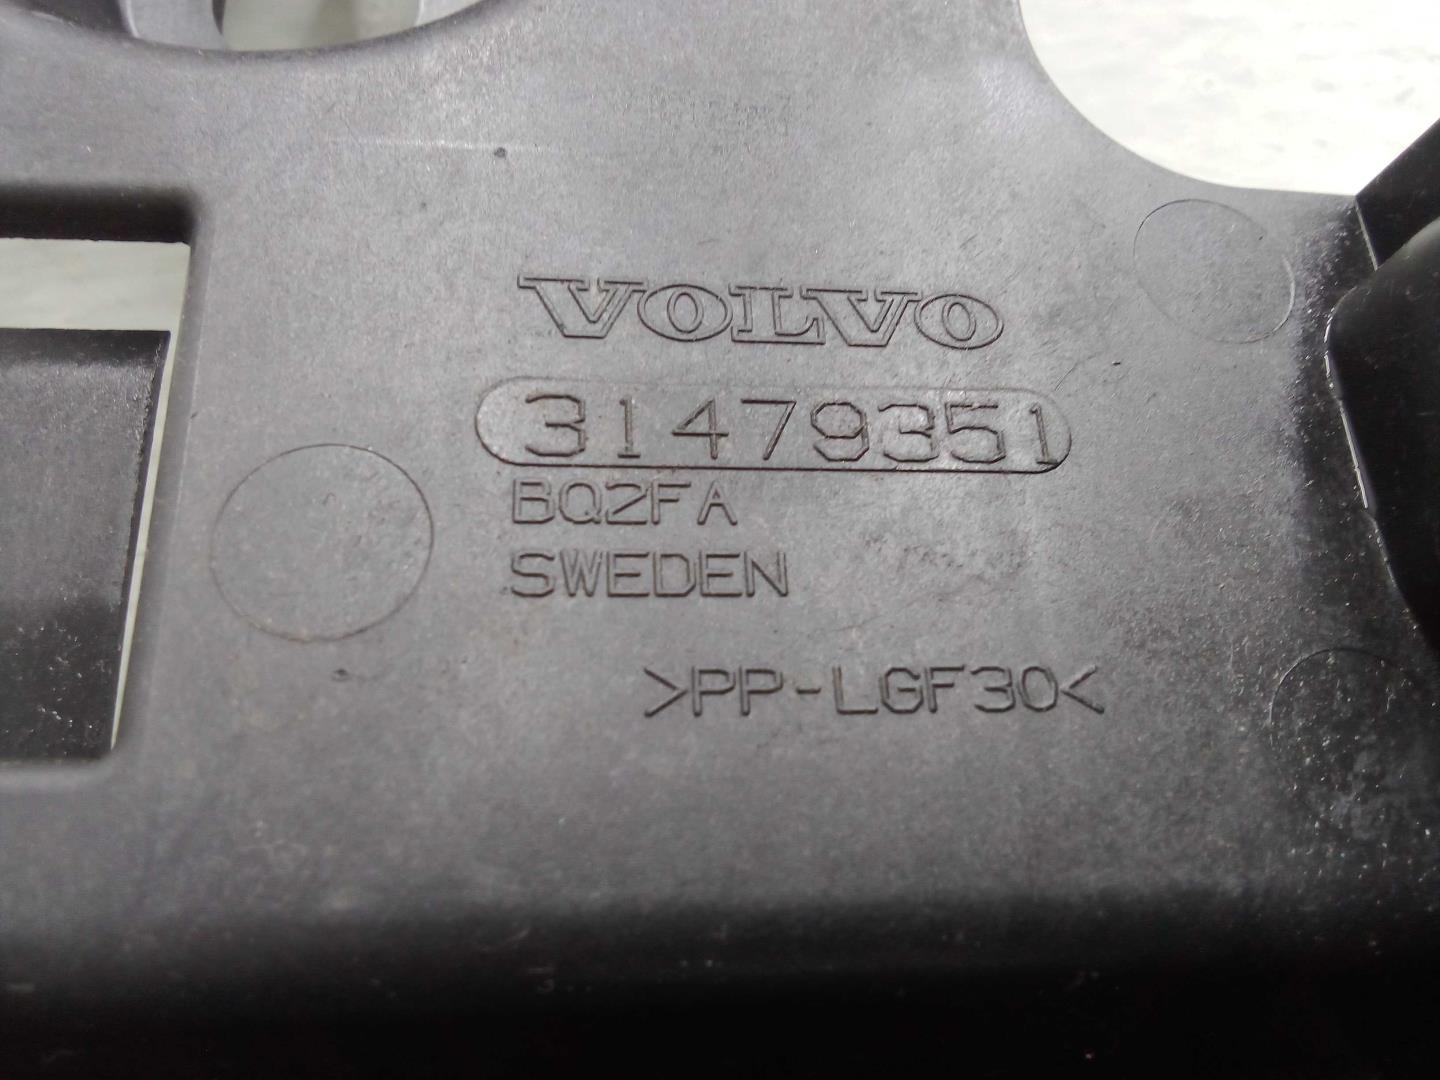 VOLVO
31479351
BQ2FA
SWEDEN
>PP-LGF30<